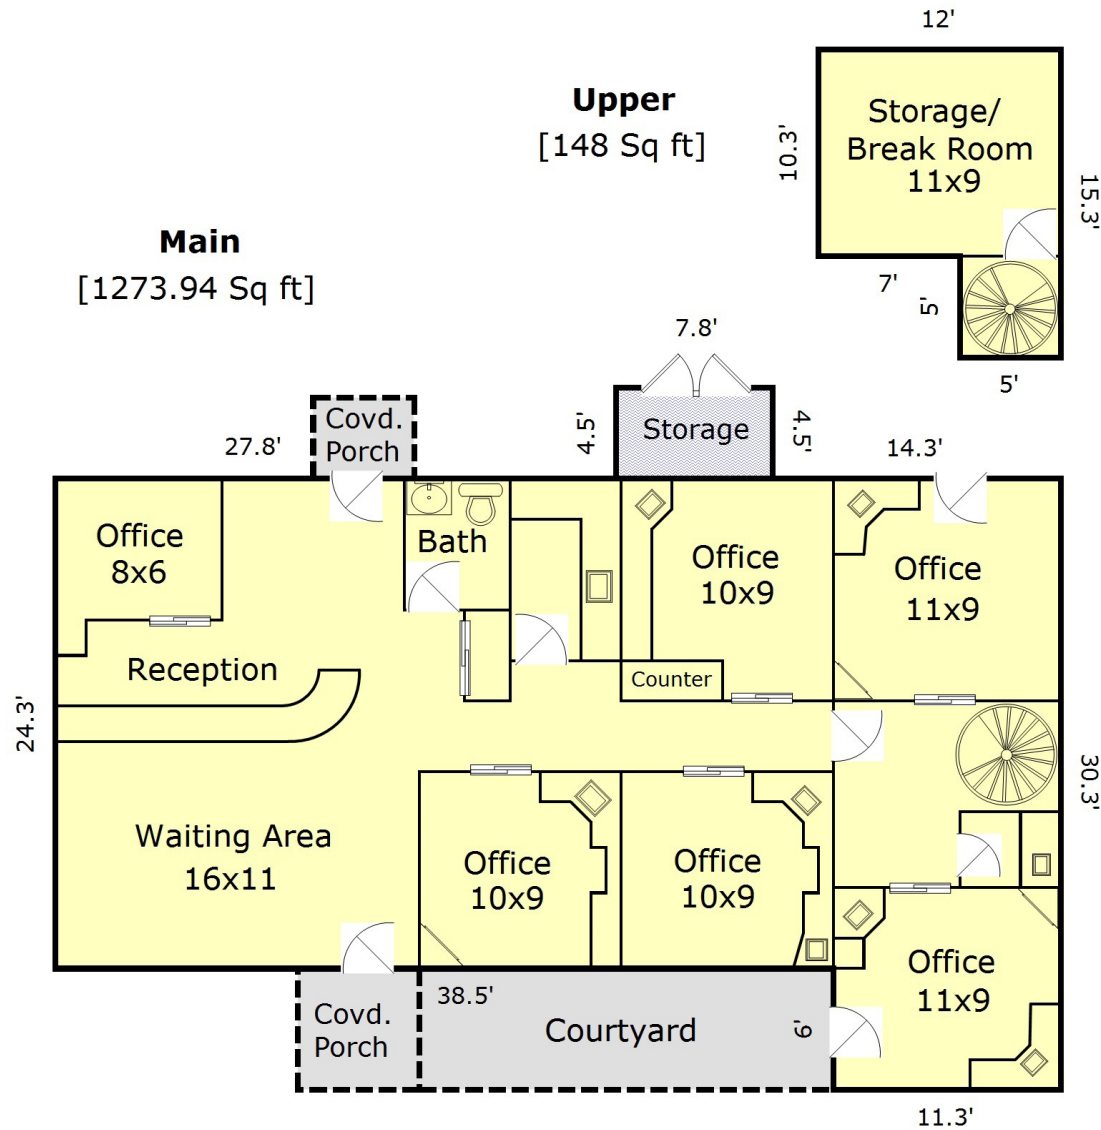 12'
Upper
[148 Sq ft]
10.3'
Storage/
Break Room
11x9
15.3'
7'
5'
5'
Main
[1273.94 Sq ft]
7.8'
27.8'
Covd.
Porch
4.5'
Storage
4.5'
14.3'
Office
8x6
Bath
Office
10x9
Office
11x9
Reception
Counter
24.3'
30.3'
Waiting Area
16x11
Office
10x9
Office
10x9
Office
11x9
38.5'
Covd.
Porch
Courtyard
6'
11.3'